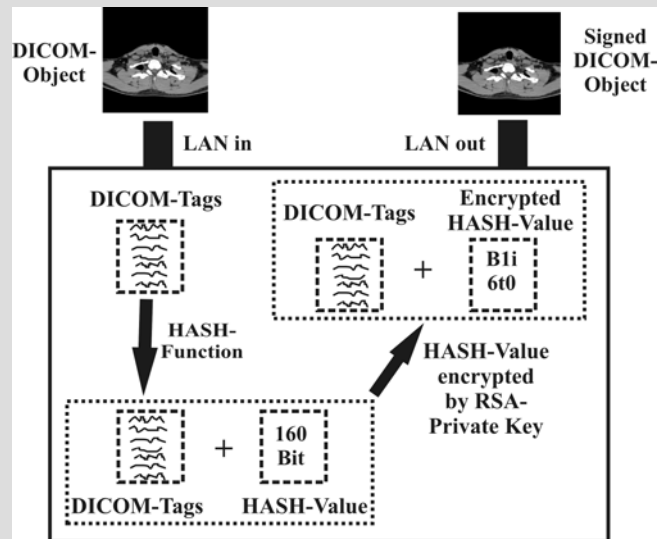 DICOM-
Object
Signed
DICOM-
Object
LAN in
LAN out
DICOM-Tags
HASH-
Function
DICOM-Tags
+
160
Bit
DICOM-Tags
HASH-Value
HASH-Value
encrypted
by RSA-
Private Key
Encrypted
HASH-Value
+
B1i
6t0